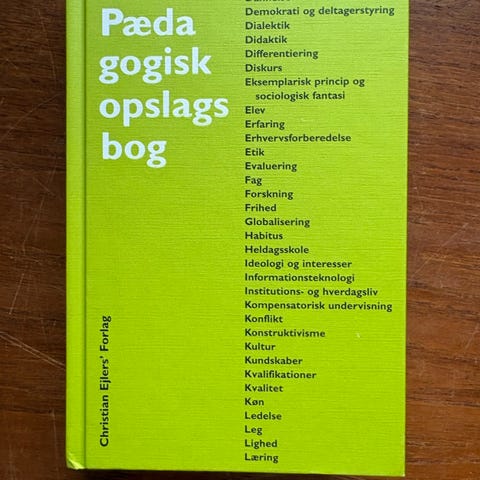 Pæda
gogisk
opslags
bog
Demokrati og deltagerstyring
Dialektik
Didaktik
Differentiering
Diskurs
Eksemplarisk princip og
sociologisk fantasi
Elev
Erfaring
Erhvervsforberedelse
Etik
Evaluering
Fag
Forskning
Frihed
Globalisering
Habitus
Heldagsskole
Ideologi og interesser
Informationsteknologi
Institutions- og hverdagsliv
Kompensatorisk undervisning
Konflikt
Konstruktivisme
Kultur
Kundskaber
Kvalifikationer
Kvalitet
Køn
Ledelse
Leg
Lighed
Læring
Christian Ejlers' Forlag